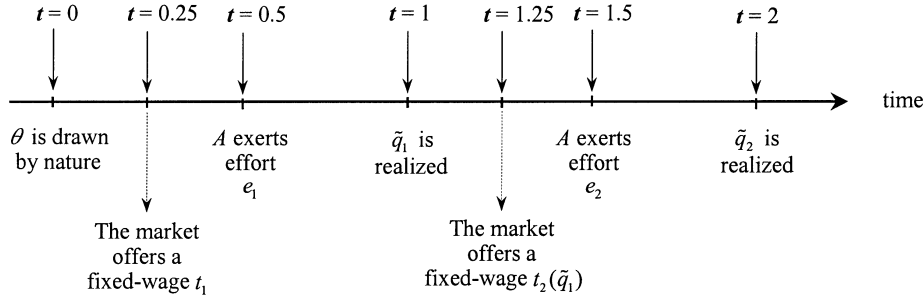 t = 0
t = 0.25
t = 0.5
t = 1
t = 1.25
t = 1.5
t = 2
time
θ is drawn
by nature
A exerts
effort
e₁
q̃₁ is
realized
A exerts
effort
e₂
q̃₂ is
realized
The market
offers a
fixed-wage t₁
The market
offers a
fixed-wage t₂(q̃₁)